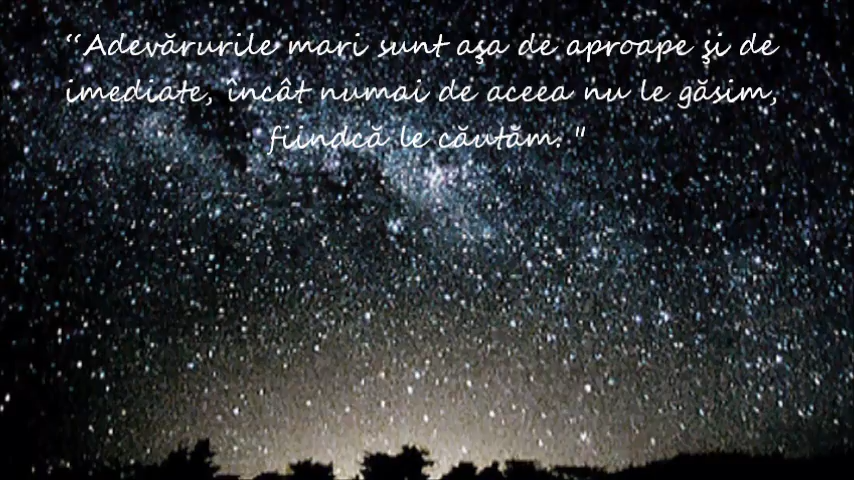 “Adevărurile mari sunt aşa de aproape şi de
imediate, încât numai de aceea nu le găsim,
fiindcă le căutăm. "